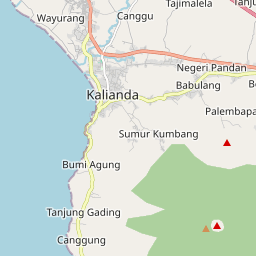 Tajimalela
Canggu
Wayurang
Negeri Pandan
Babulang
Kalianda
Palembapa
Sumur Kumbang
Bumi Agung
Tanjung Gading
Canggung